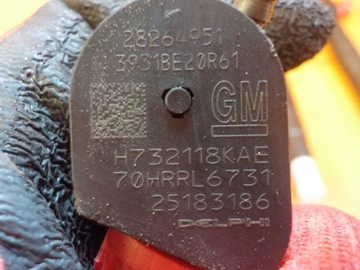 28264951
3931BE20R61
GM
H732118KAE
70HRRL6731
25183186
DELPHI